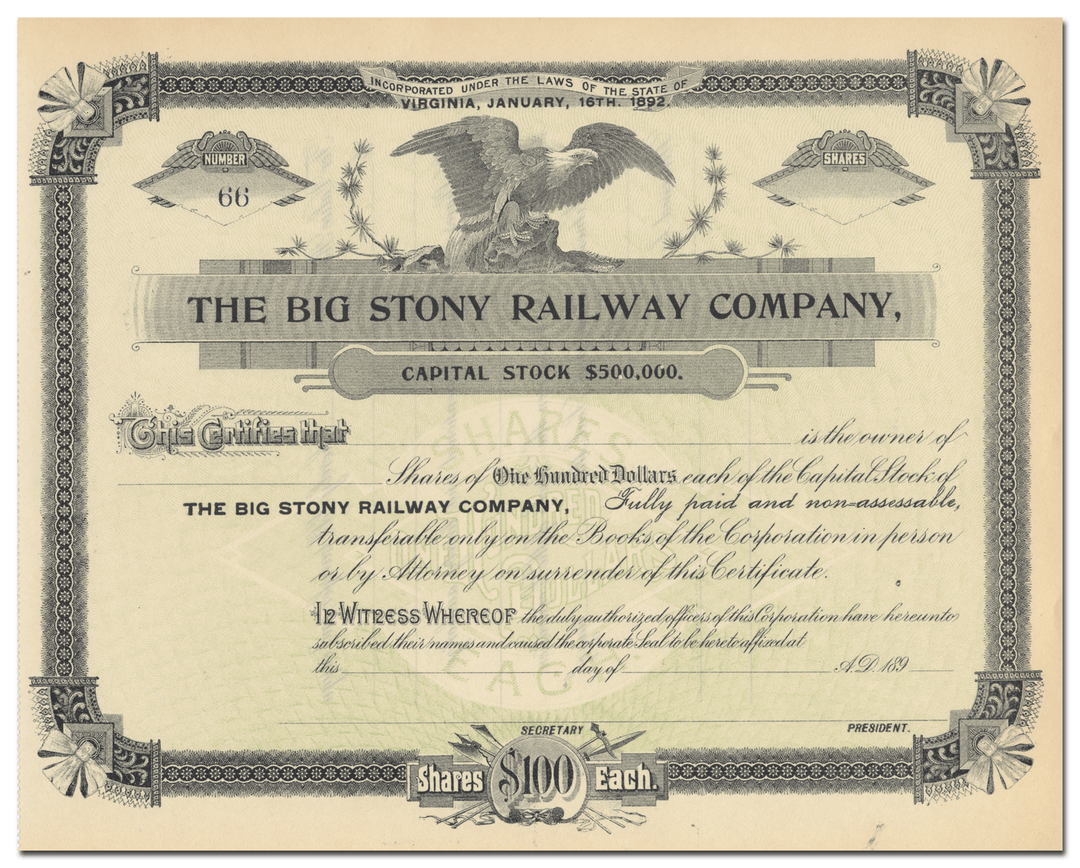 INCORPORATED UNDER THE LAWS OF THE STATE OF
VIRGINIA, JANUARY, 16TH. 1892.
NUMBER
66
SHARES
THE BIG STONY RAILWAY COMPANY,
CAPITAL STOCK $500,000.
This Certifies that is the owner of
Shares of One Hundred Dollars each of the Capital Stock of
THE BIG STONY RAILWAY COMPANY, Fully paid and non-assessable,
transferable only on the Books of the Corporation in person
or by Attorney on surrender of this Certificate.
IN WITNESS WHEREOF the duly authorized officers of this Corporation have hereunto
subscribed their names and caused the corporate Seal to be hereto affixed at
this day of A.D. 189
SECRETARY PRESIDENT.
Shares $100 Each.
SHARES
ONE HUNDRED
DOLLARS
EACH